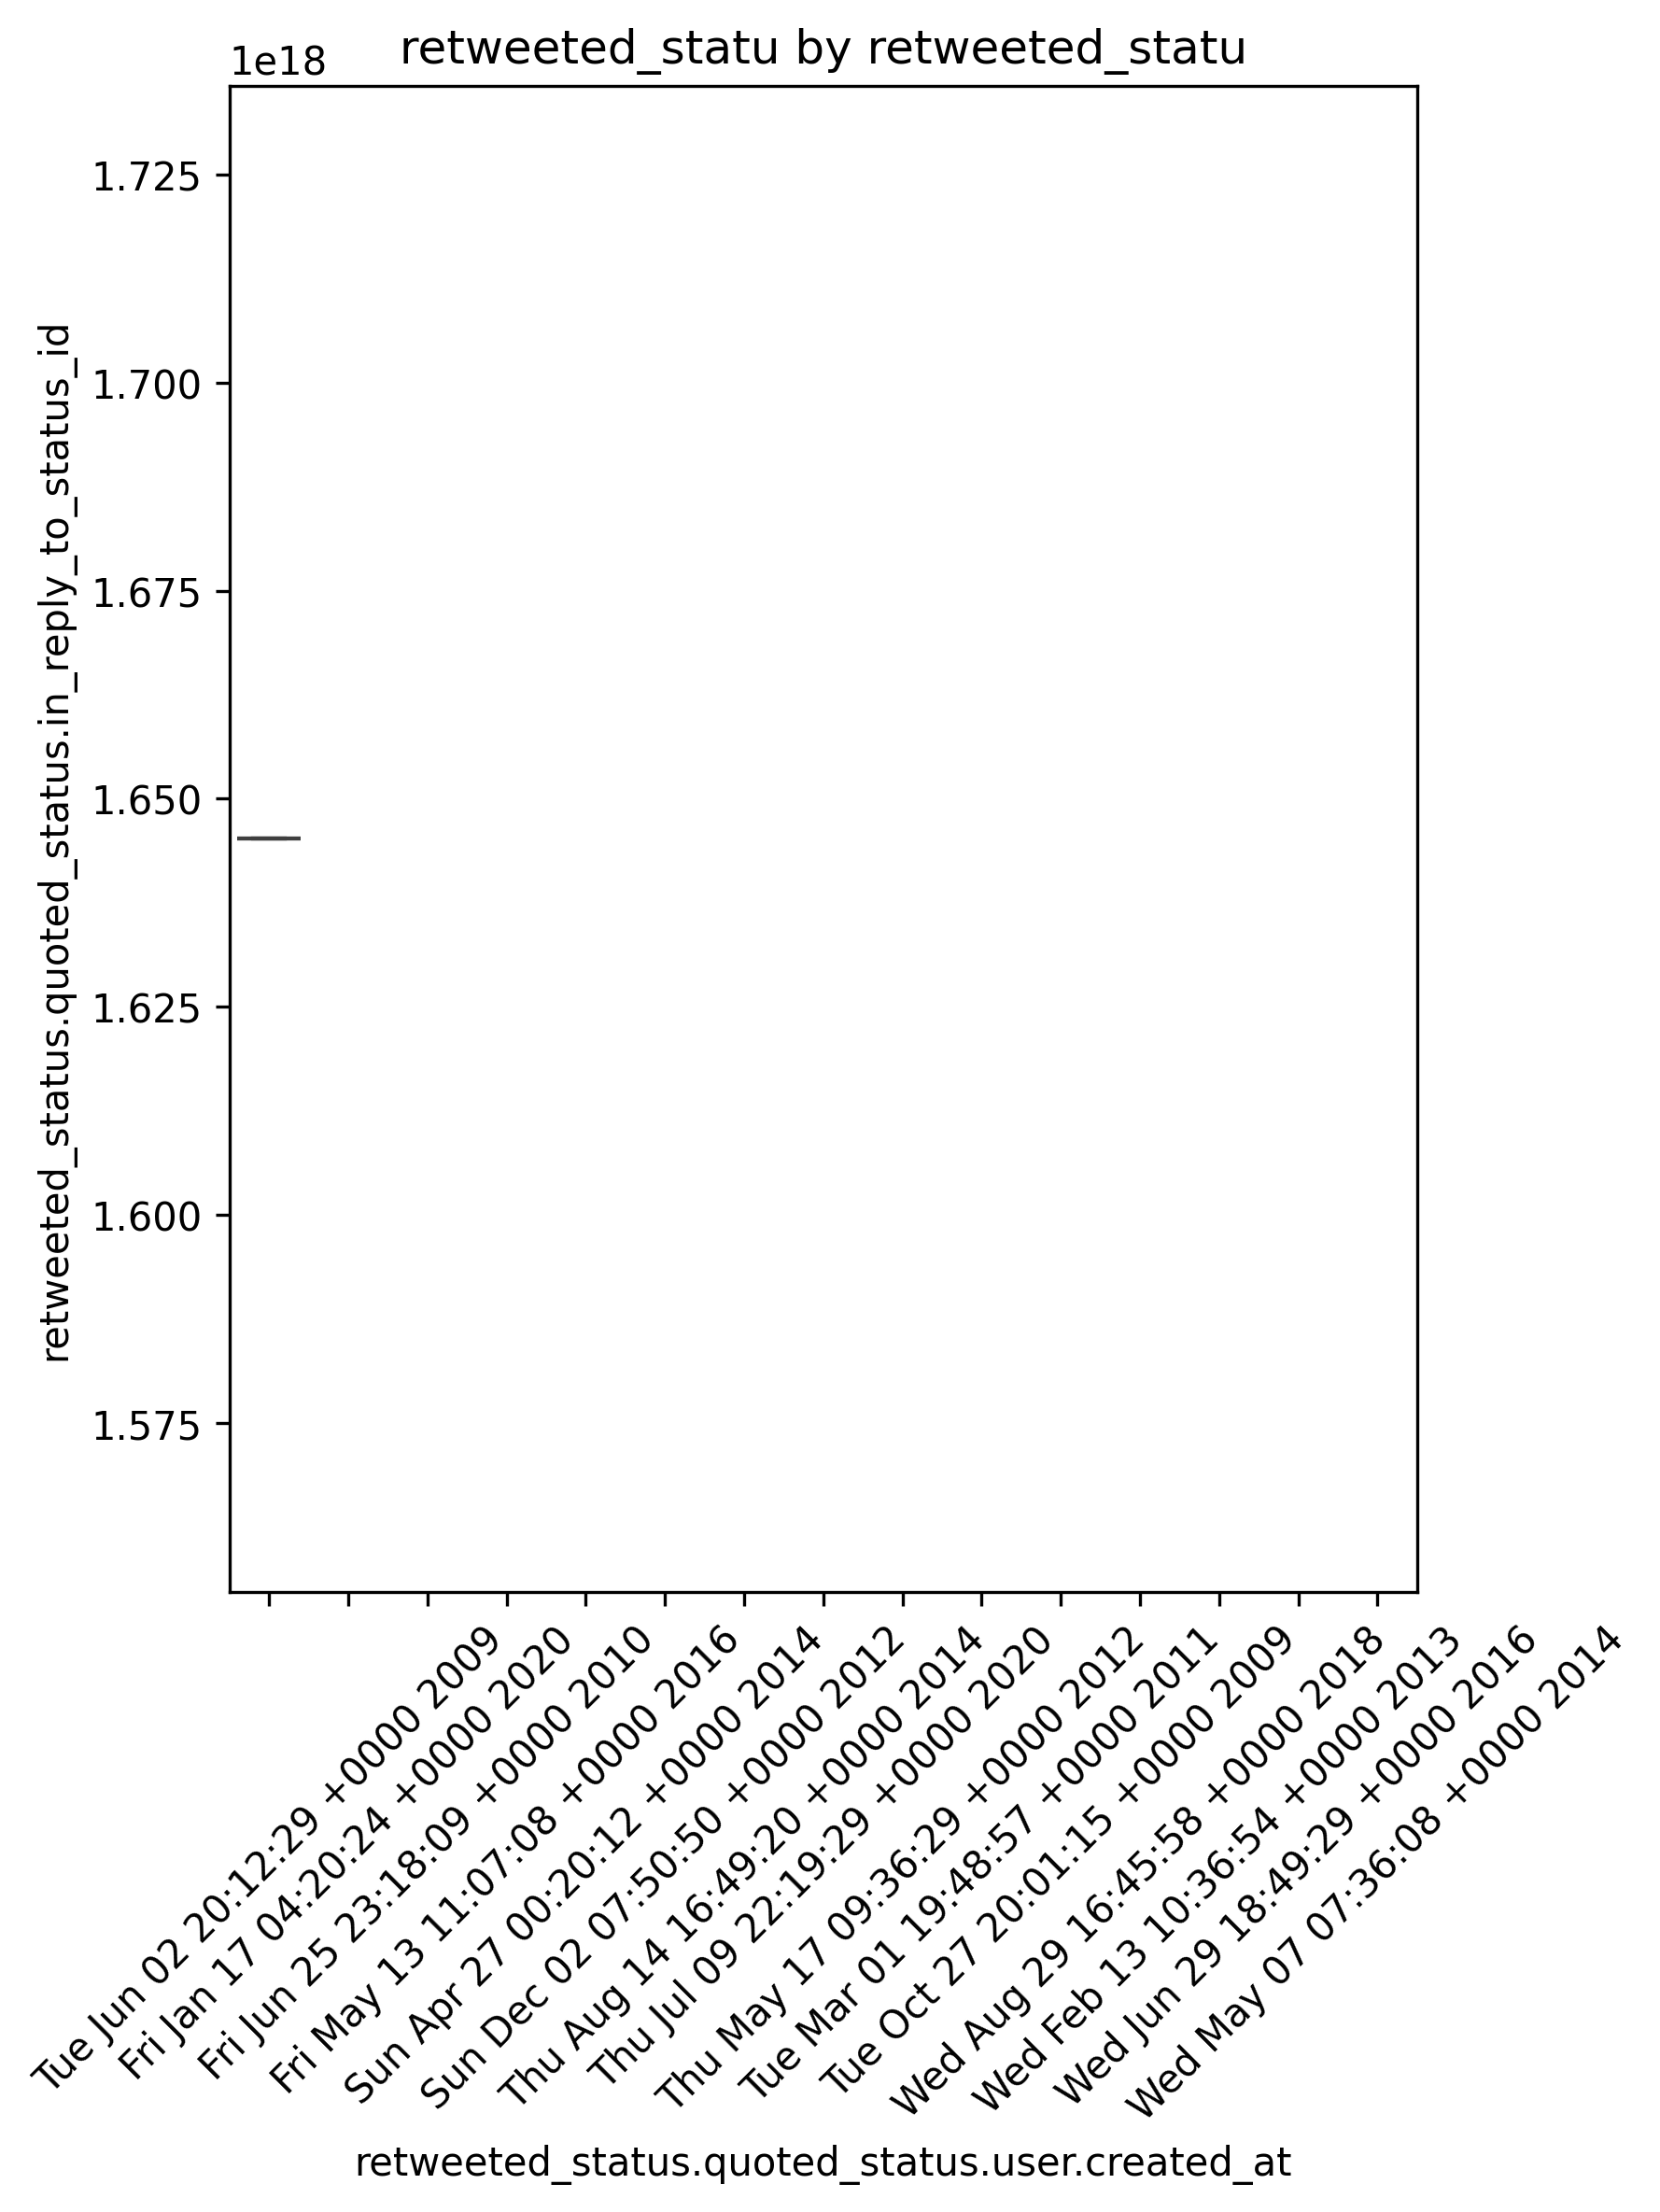 retweeted_statu by retweeted_statu
1e18
1.725
1.700
1.675
1.650
1.625
1.600
1.575
retweeted_status.quoted_status.in_reply_to_status_id
Tue Jun 02 20:12:29 +0000 2009
Fri Jan 17 04:20:24 +0000 2020
Fri Jun 25 23:18:09 +0000 2010
Fri May 13 11:07:08 +0000 2016
Sun Apr 27 00:20:12 +0000 2014
Sun Dec 02 07:50:50 +0000 2012
Thu Aug 14 16:49:20 +0000 2014
Thu Jul 09 22:19:29 +0000 2020
Thu May 17 09:36:29 +0000 2012
Tue Mar 01 19:48:57 +0000 2011
Tue Oct 27 20:01:15 +0000 2009
Wed Aug 29 16:45:58 +0000 2018
Wed Feb 13 10:36:54 +0000 2013
Wed Jun 29 18:49:29 +0000 2016
Wed May 07 07:36:08 +0000 2014
retweeted_status.quoted_status.user.created_at